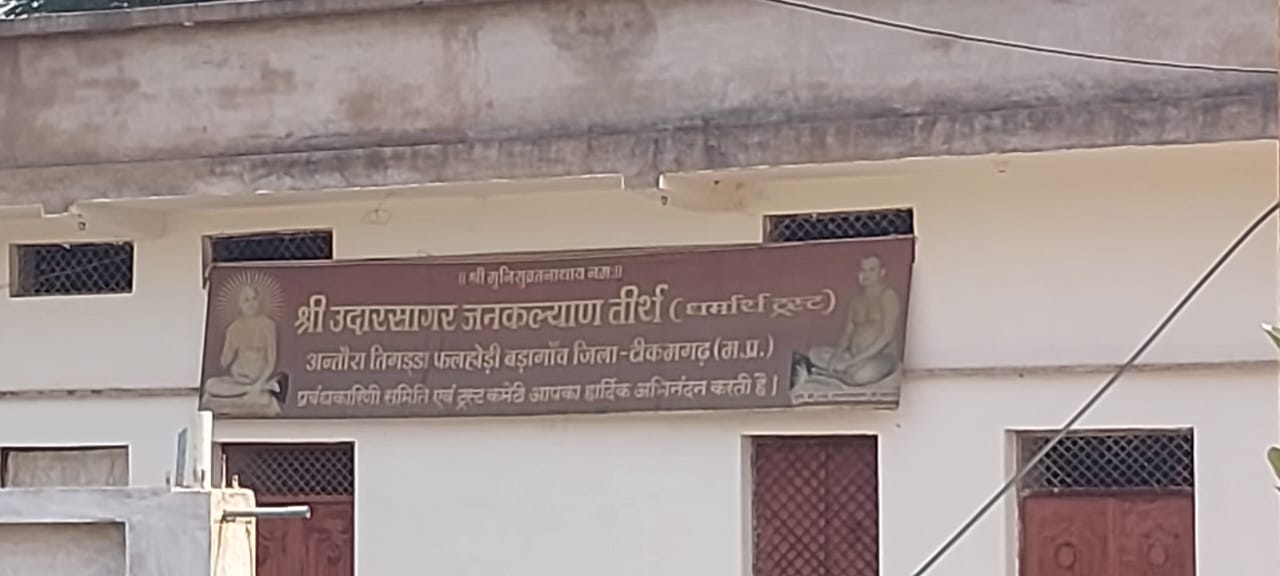 ॥ श्री मुनिसुव्रतनाथाय नमः॥
श्री उदारसागर जनकल्याण तीर्थ (धर्मार्थ ट्रस्ट)
अन्तौरा तिगड्डा फलहोड़ी बड़ागाँव जिला-टीकमगढ़ (म.प्र.)
प्रबंधकारिणी समिति एवं ट्रस्ट कमेटी आपका हार्दिक अभिनंदन करती है।